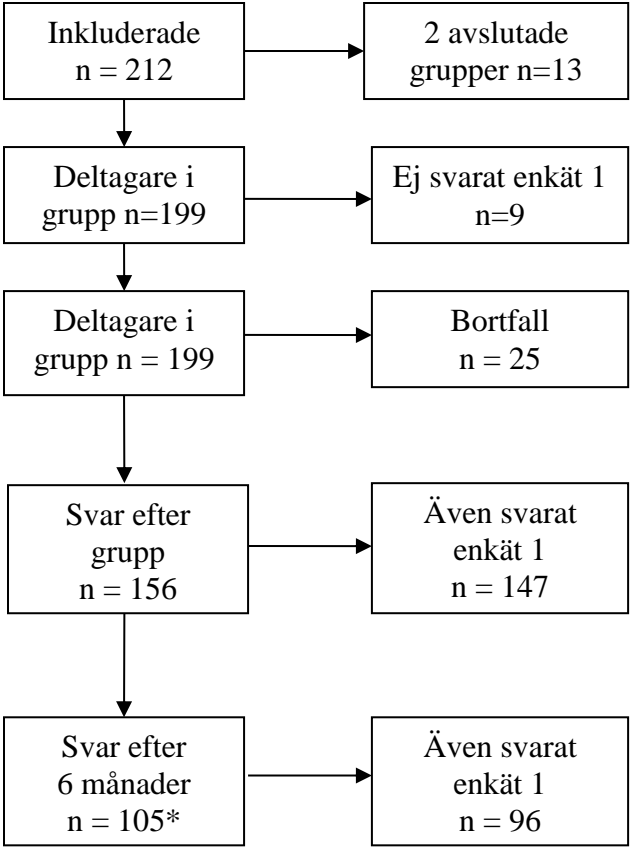 Inkluderade
n = 212
2 avslutade
grupper n=13
Deltagare i
grupp n=199
Ej svarat enkät 1
n=9
Deltagare i
grupp n = 199
Bortfall
n = 25
Svar efter
grupp
n = 156
Även svarat
enkät 1
n = 147
Svar efter
6 månader
n = 105*
Även svarat
enkät 1
n = 96